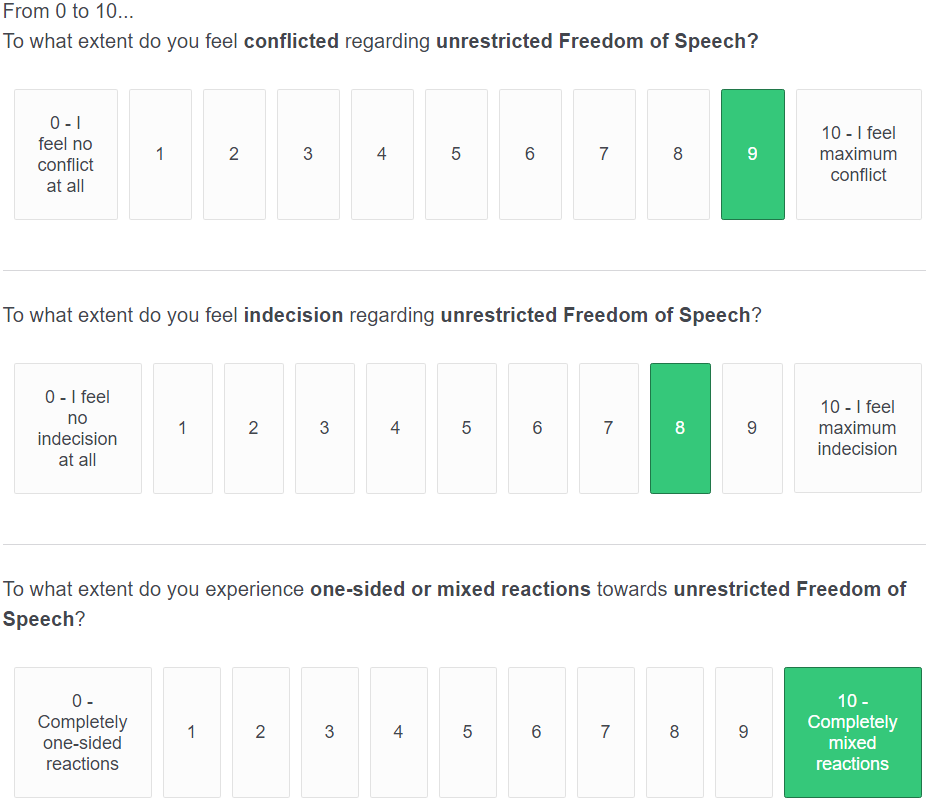 From 0 to 10...
To what extent do you feel conflicted regarding unrestricted Freedom of Speech?
0 - I
feel no
conflict
at all
1
2
3
4
5
6
7
8
9
10 - I feel
maximum
conflict
To what extent do you feel indecision regarding unrestricted Freedom of Speech?
0 - I feel
no
indecision
at all
1
2
3
4
5
6
7
8
9
10 - I feel
maximum
indecision
To what extent do you experience one-sided or mixed reactions towards unrestricted Freedom of
Speech?
0 -
Completely
one-sided
reactions
1
2
3
4
5
6
7
8
9
10 -
Completely
mixed
reactions